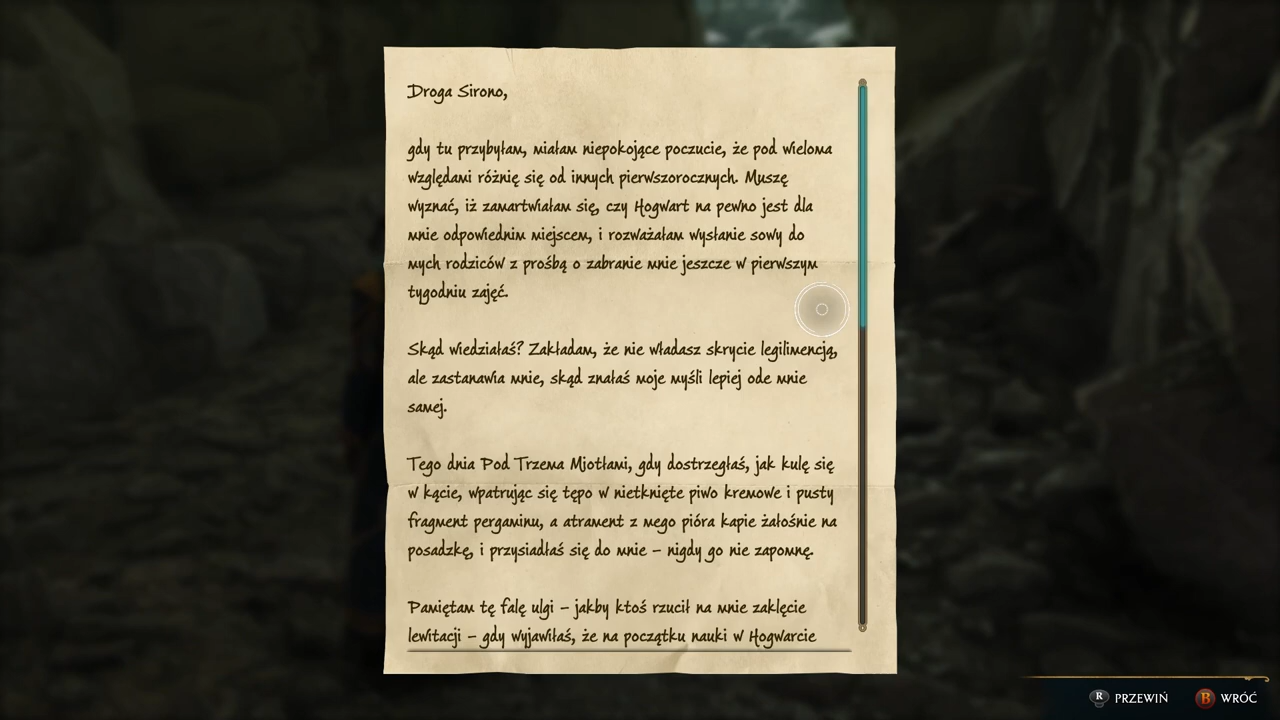 Droga Sirono,
gdy tu przybyłam, miałam niepokojące poczucie, że pod wieloma
względami różnię się od innych pierwszorocznych. Muszę
wyznać, iż zamartwiałam się, czy Hogwart na pewno jest dla
mnie odpowiednim miejscem, i rozważałam wysłanie sowy do
mych rodziców z prośbą o zabranie mnie jeszcze w pierwszym
tygodniu zajęć.
Skąd wiedziałaś? Zakładam, że nie władasz skrycie legilimencją,
ale zastanawia mnie, skąd znałaś moje myśli lepiej ode mnie
samej.
Tego dnia Pod Trzema Miotłami, gdy dostrzegłaś, jak kulę się
w kącie, wpatrując się tępo w nietknięte piwo kremowe i pusty
fragment pergaminu, a atrament z mego pióra kapie żałośnie na
posadzkę, i przysiadłaś się do mnie – nigdy go nie zapomnę.
Pamiętam tę falę ulgi – jakby ktoś rzucił na mnie zaklęcie
lewitacji – gdy wyjawiłaś, że na początku nauki w Hogwarcie
R PRZEWIŃ B WRÓĆ